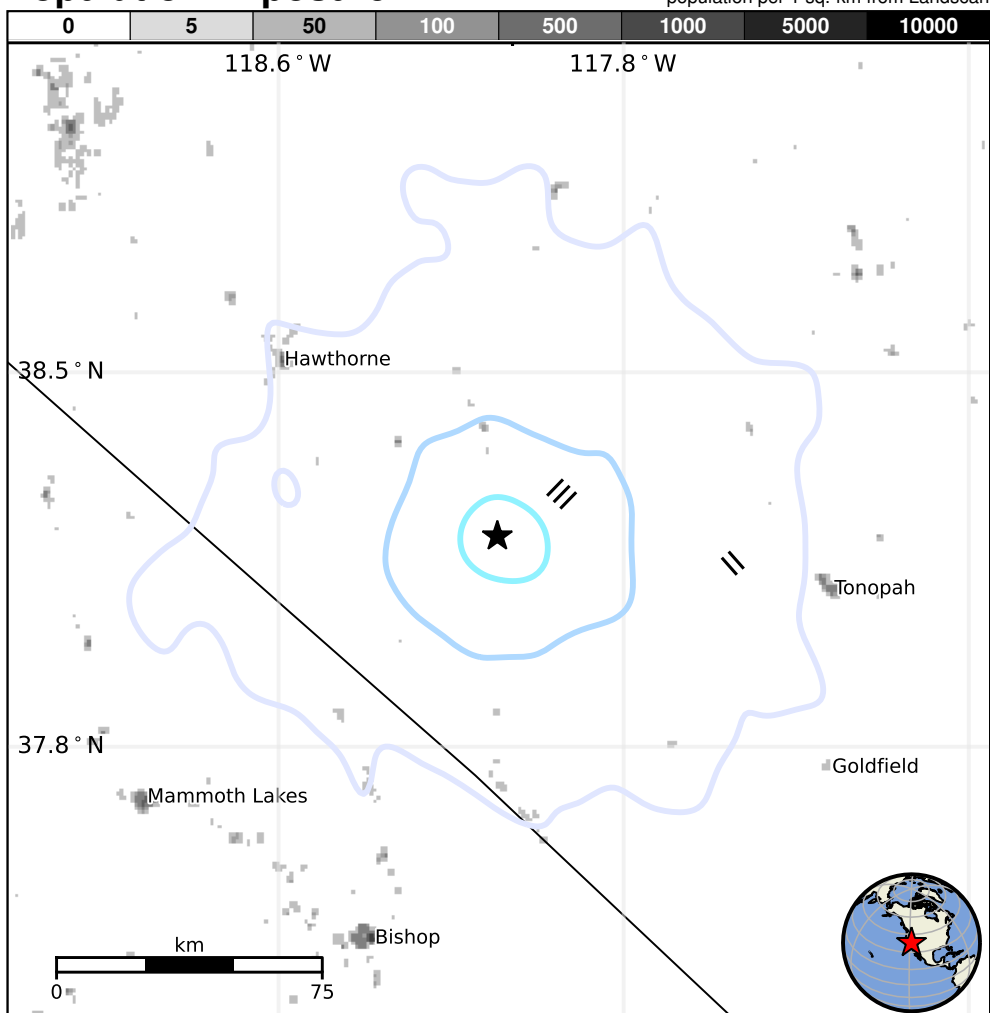 population per 1 sq. km from Landscan
0 5 50 100 500 1000 5000 10000
118.6°W 117.8°W
Hawthorne
38.5°N
III
II
Tonopah
37.8°N
Goldfield
Mammoth Lakes
Bishop
km
0 75